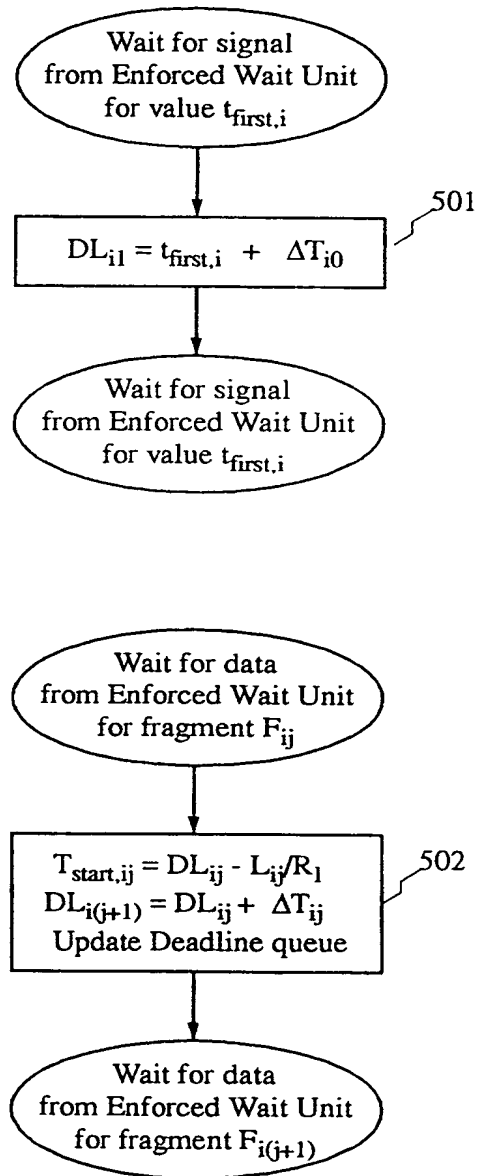 Wait for signal
from Enforced Wait Unit
for value t_first,i
501
DL_i1 = t_first,i + ΔT_i0
Wait for signal
from Enforced Wait Unit
for value t_first,i
Wait for data
from Enforced Wait Unit
for fragment F_ij
502
T_start,ij = DL_ij - L_ij/R_l
DL_i(j+1) = DL_ij + ΔT_ij
Update Deadline queue
Wait for data
from Enforced Wait Unit
for fragment F_i(j+1)